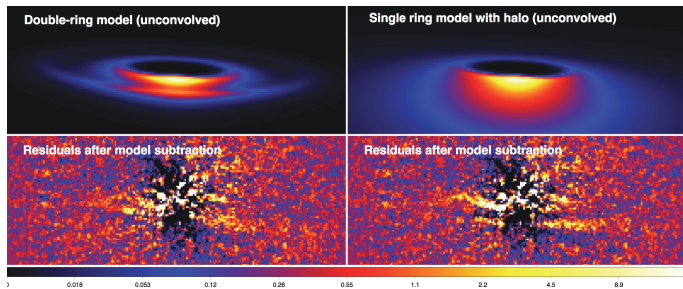 Double-ring model (unconvolved)
Single ring model with halo (unconvolved)
Residuals after model subtraction
Residuals after model subtraction
0.018 0.053 0.12 0.26 0.55 1.1 2.2 4.5 8.9